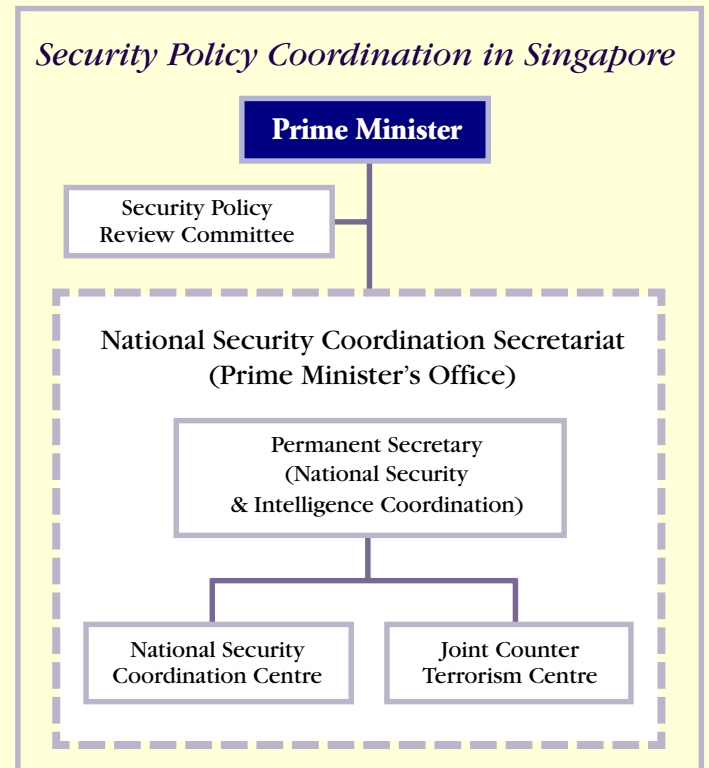 Security Policy Coordination in Singapore
Prime Minister
Security Policy
Review Committee
National Security Coordination Secretariat
(Prime Minister’s Office)
Permanent Secretary
(National Security
& Intelligence Coordination)
National Security
Coordination Centre
Joint Counter
Terrorism Centre